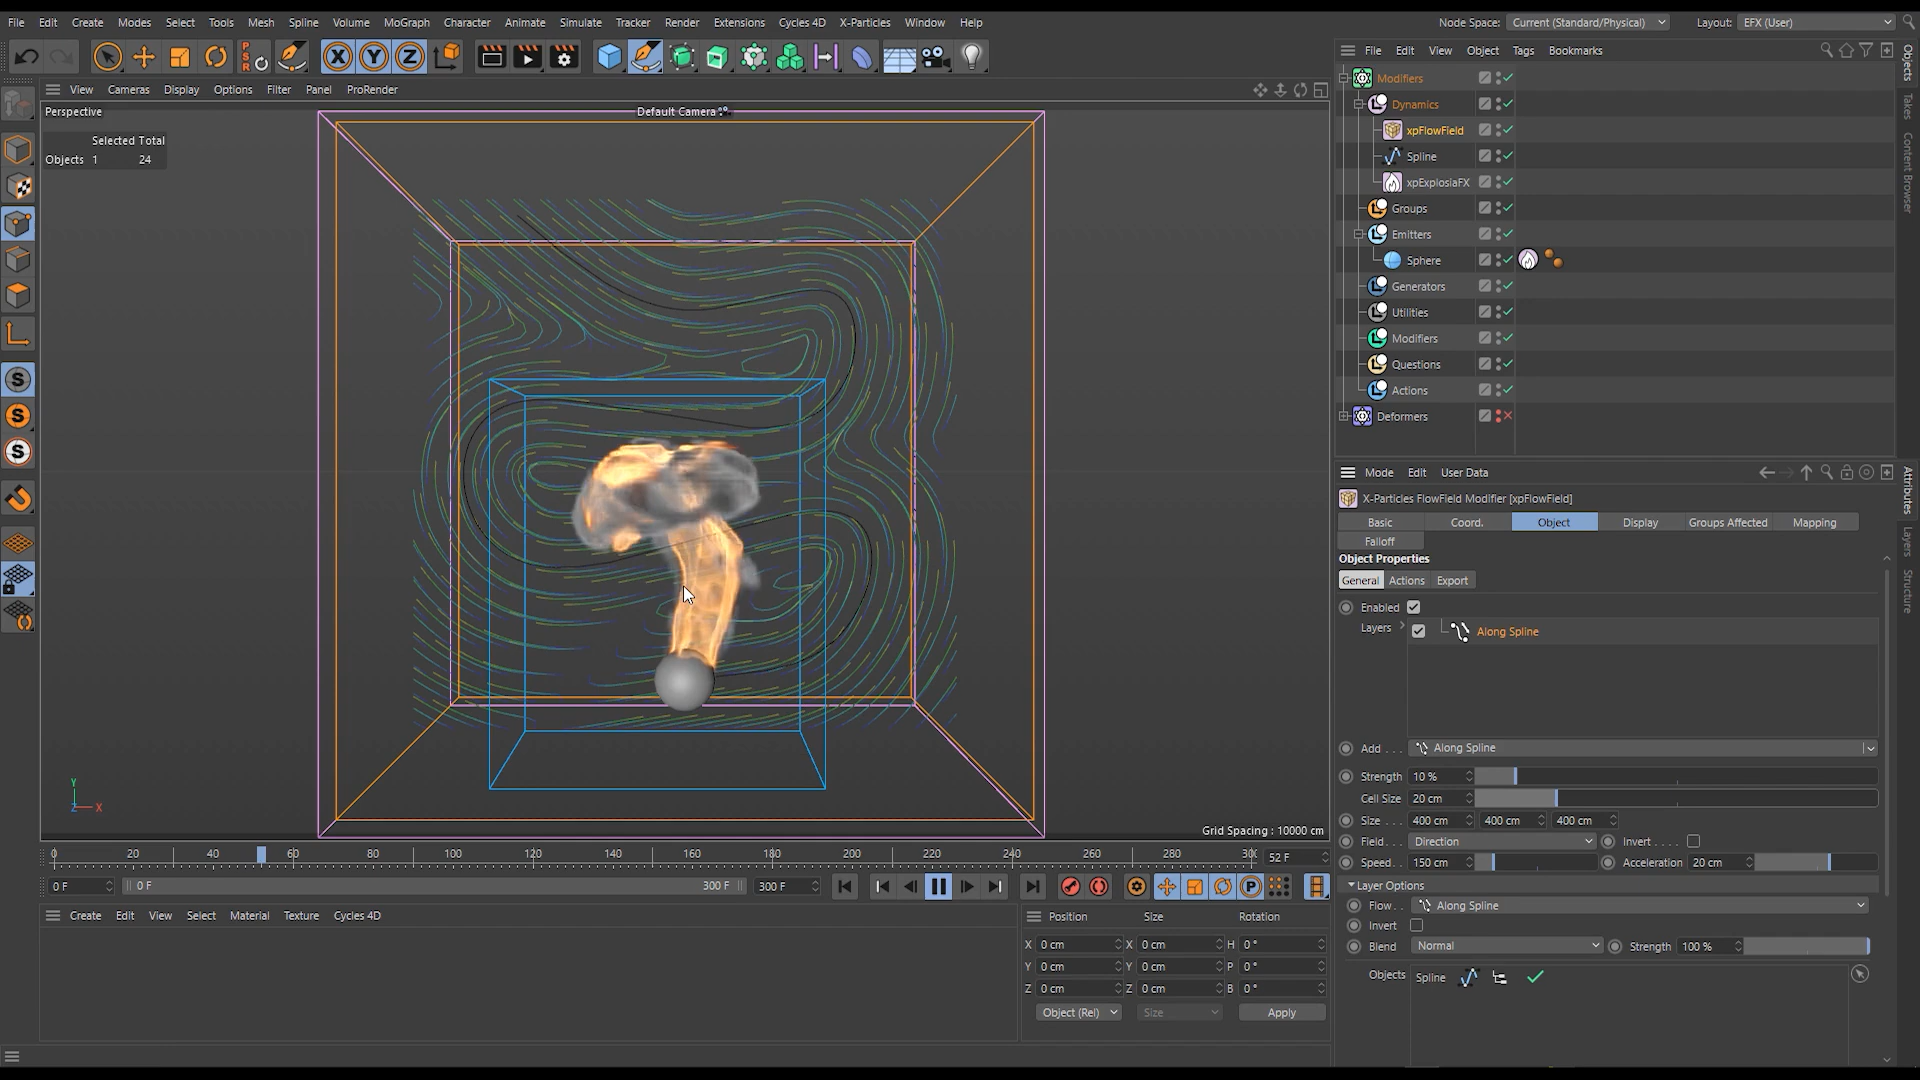 File Edit Create Modes Select Tools Mesh Spline Volume MoGraph Character Animate Simulate Tracker Render Extensions Cycles 4D X-Particles Window Help
Node Space: Current (Standard/Physical) Layout: EFX (User)
P
S
R
X Y Z
File Edit View Object Tags Bookmarks
View Cameras Display Options Filter Panel ProRender
Perspective
Default Camera
Selected Total
Objects 1 24
Modifiers
Dynamics
xpFlowField
Spline
xpExplosiaFX
Groups
Emitters
Sphere
Generators
Utilities
Modifiers
Questions
Actions
Deformers
Objects
Takes
Content Browser
S
S
S
Y
Z X
Grid Spacing : 10000 cm
Mode Edit User Data
X-Particles FlowField Modifier [xpFlowField]
Basic Coord. Object Display Groups Affected Mapping
Falloff
Object Properties
General Actions Export
Enabled
Layers Along Spline
Add . . . Along Spline
Strength 10 %
Cell Size 20 cm
Size . . . 400 cm 400 cm 400 cm
Field . . Direction Invert . . . .
Speed. . 150 cm Acceleration 20 cm
Layer Options
Flow . . Along Spline
Invert
Blend Normal Strength 100 %
Objects Spline
Attributes
Layers
Structure
0 20 40 60 80 100 120 140 160 180 200 220 240 260 280 30 52 F
0 F 0 F 300 F 300 F
P
Create Edit View Select Material Texture Cycles 4D
Position Size Rotation
X 0 cm X 0 cm H 0 °
Y 0 cm Y 0 cm P 0 °
Z 0 cm Z 0 cm B 0 °
Object (Rel) Size Apply